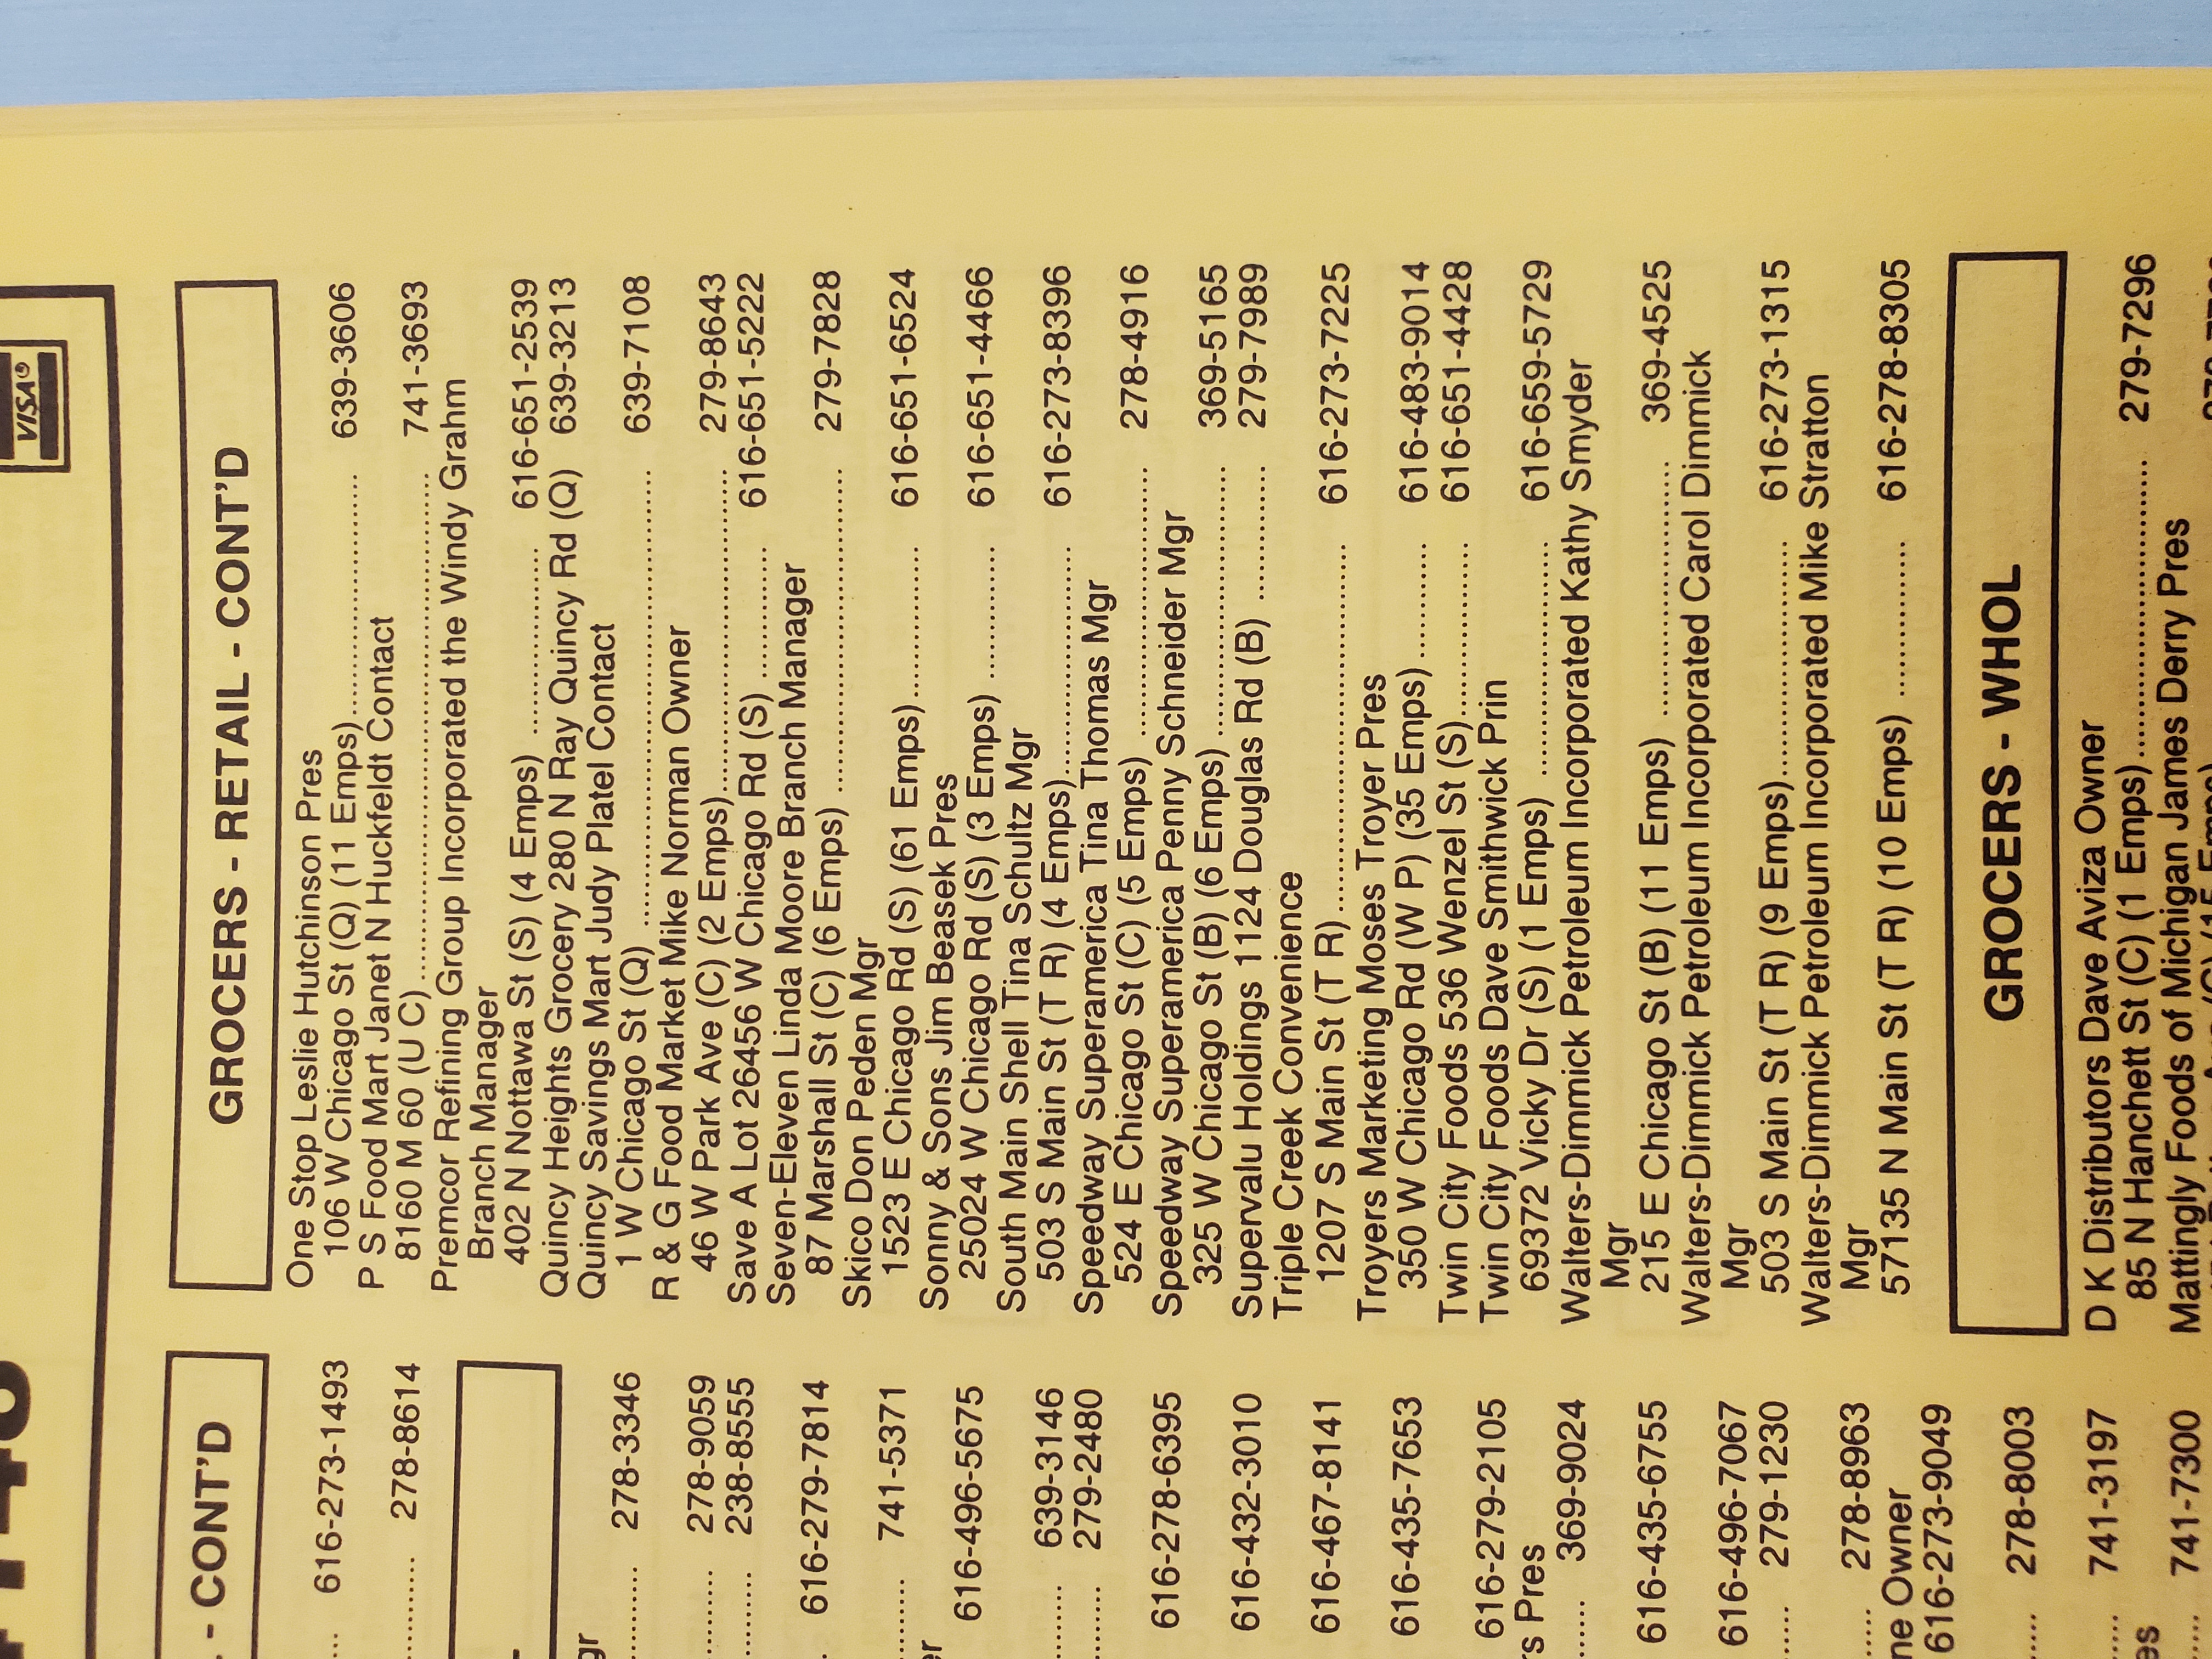 VISA®
- CONT'D
616-273-1493
278-8614
278-3346
278-9059
238-8555
616-279-7814
741-5371
616-496-5675
639-3146
279-2480
616-278-6395
616-432-3010
616-467-8141
616-435-7653
616-279-2105
Pres
369-9024
616-435-6755
616-496-7067
279-1230
278-8963
Owner
616-273-9049
278-8003
741-3197
741-7300
GROCERS - RETAIL - CONT'D
One Stop Leslie Hutchinson Pres
106 W Chicago St (Q) (11 Emps).................... 639-3606
P S Food Mart Janet N Huckfeldt Contact
8160 M 60 (U C).................... 741-3693
Premcor Refining Group Incorporated the Windy Grahm
Branch Manager
402 N Nottawa St (S) (4 Emps) .............. 616-651-2539
Quincy Heights Grocery 280 N Ray Quincy Rd (Q) 639-3213
Quincy Savings Mart Judy Platel Contact
1 W Chicago St (Q) .................... 639-7108
R & G Food Market Mike Norman Owner
46 W Park Ave (C) (2 Emps).................... 279-8643
Save A Lot 26456 W Chicago Rd (S) ............ 616-651-5222
Seven-Eleven Linda Moore Branch Manager
87 Marshall St (C) (6 Emps) .................... 279-7828
Skico Don Peden Mgr
1523 E Chicago Rd (S) (61 Emps).............. 616-651-6524
Sonny & Sons Jim Beasek Pres
25024 W Chicago Rd (S) (3 Emps) ............ 616-651-4466
South Main Shell Tina Schultz Mgr
503 S Main St (T R) (4 Emps).................... 616-273-8396
Speedway Superamerica Tina Thomas Mgr
524 E Chicago St (C) (5 Emps) .................... 278-4916
Speedway Superamerica Penny Schneider Mgr
325 W Chicago St (B) (6 Emps) .................... 369-5165
Supervalu Holdings 1124 Douglas Rd (B) ............ 279-7989
Triple Creek Convenience
1207 S Main St (T R).................... 616-273-7225
Troyers Marketing Moses Troyer Pres
350 W Chicago Rd (W P) (35 Emps) .......... 616-483-9014
Twin City Foods 536 Wenzel St (S).............. 616-651-4428
Twin City Foods Dave Smithwick Prin
69372 Vicky Dr (S) (1 Emps) .................... 616-659-5729
Walters-Dimmick Petroleum Incorporated Kathy Smyder
Mgr
215 E Chicago St (B) (11 Emps) .................... 369-4525
Walters-Dimmick Petroleum Incorporated Carol Dimmick
Mgr
503 S Main St (T R) (9 Emps).................... 616-273-1315
Walters-Dimmick Petroleum Incorporated Mike Stratton
Mgr
57135 N Main St (T R) (10 Emps) .............. 616-278-8305
GROCERS - WHOL
D K Distributors Dave Aviza Owner
85 N Hanchett St (C) (1 Emps).................... 279-7296
Mattingly Foods of Michigan James Derry Pres